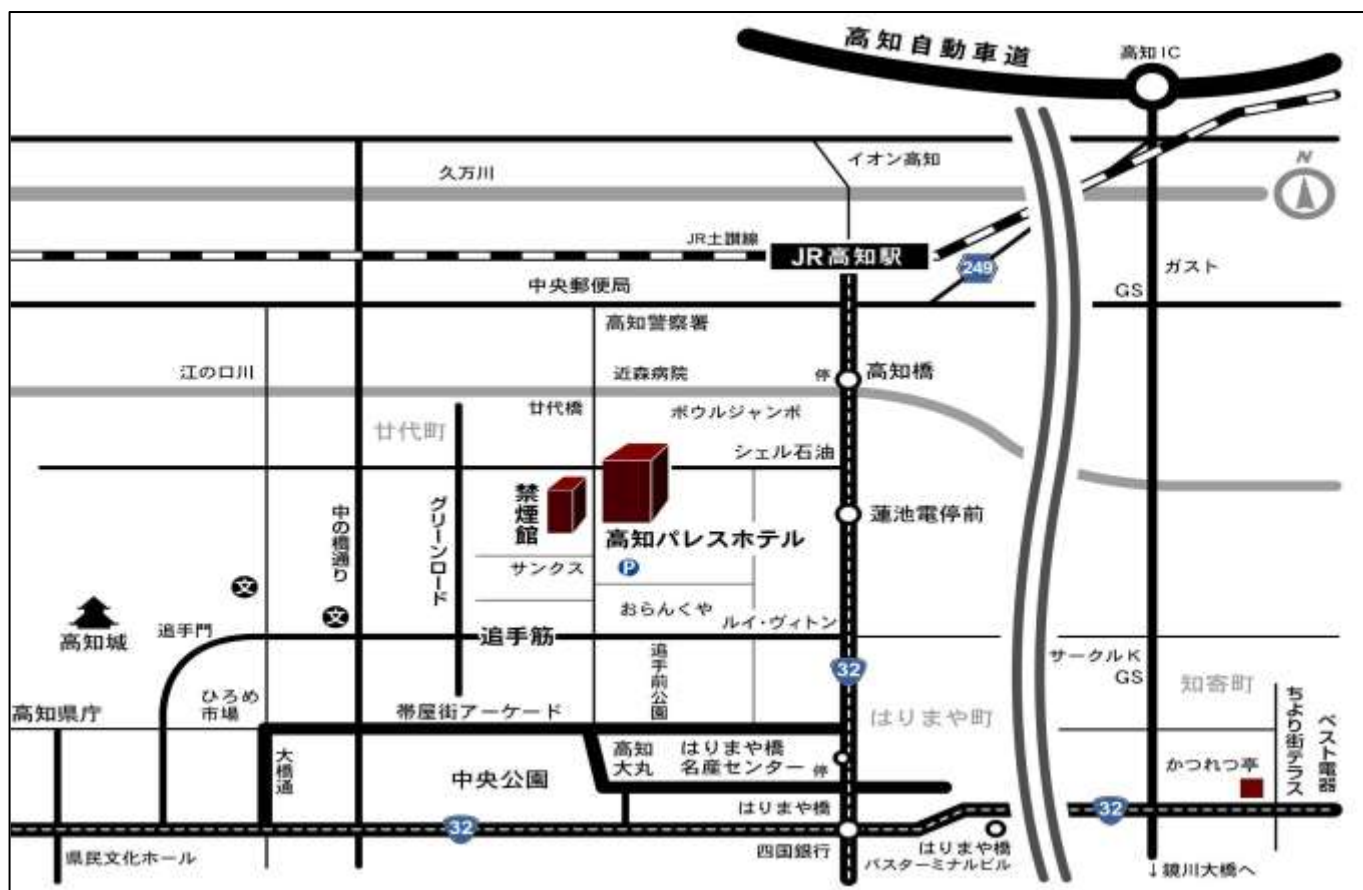 高知自動車道
高知IC
久万川
イオン高知
N
JR土讃線
JR高知駅
249
ガスト
中央郵便局
GS
高知警察署
江の口川
近森病院
停
高知橋
廿代橋
ボウルジャンボ
廿代町
シェル石油
禁煙館
中の橋通り
グリーンロード
蓮池電停前
高知パレスホテル
サンクス
P
文
おらんくや
ルイ・ヴィトン
文
高知城
追手門
追手筋
追手前公園
32
サークルK
GS
知寄町
ひろめ
市場
高知県庁
帯屋街アーケード
はりまや町
ちより街テラス
ベスト電器
大橋通
高知
大丸
はりまや橋
名産センター
停
かつれつ亭
中央公園
はりまや橋
32
32
県民文化ホール
四国銀行
はりまや橋
バスターミナルビル
↓鏡川大橋へ